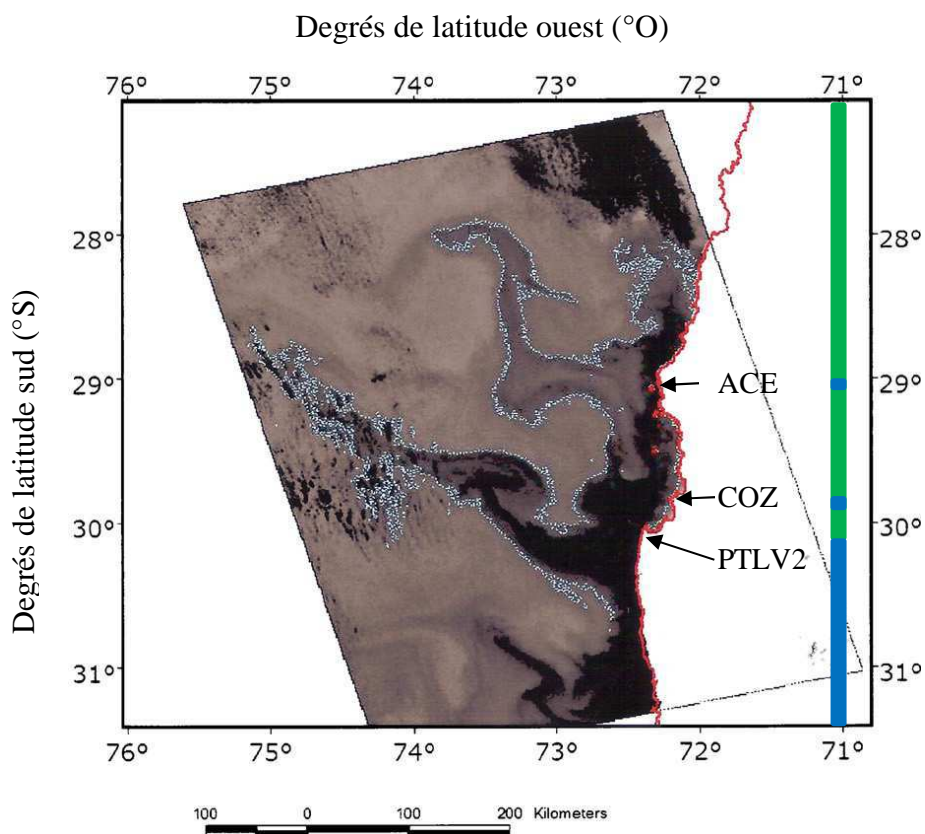 Degrés de latitude ouest (°O)
76° 75° 74° 73° 72° 71°
28° 28°
29° ACE 29°
COZ
30° 30°
PTLV2
31° 31°
Degrés de latitude sud (°S)
76° 75° 74° 73° 72° 71°
100 0 100 200 Kilometers